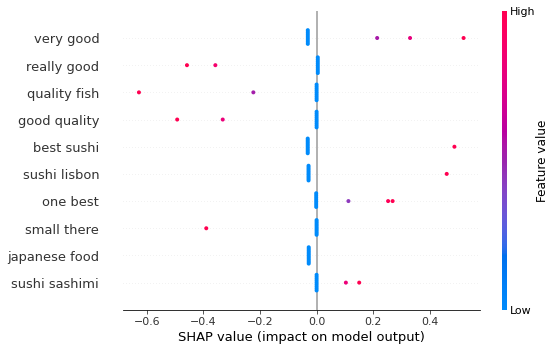 High
very good
really good
quality fish
good quality
best sushi
sushi lisbon
one best
small there
japanese food
sushi sashimi
Feature value
Low
−0.6 −0.4 −0.2 0.0 0.2 0.4
SHAP value (impact on model output)